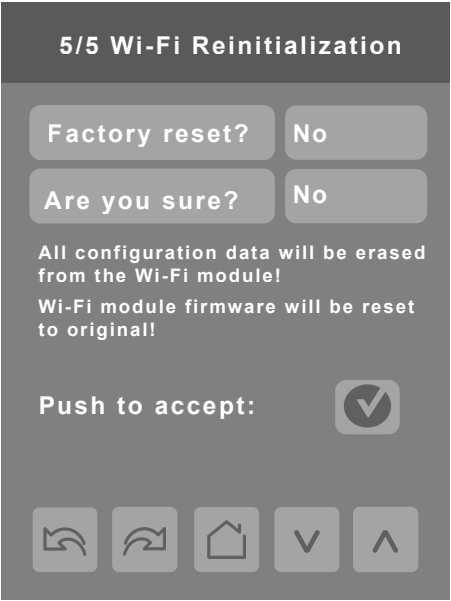 5/5 Wi-Fi Reinitialization
Factory reset? No
Are you sure? No
All configuration data will be erased
from the Wi-Fi module!
Wi-Fi module firmware will be reset
to original!
Push to accept: